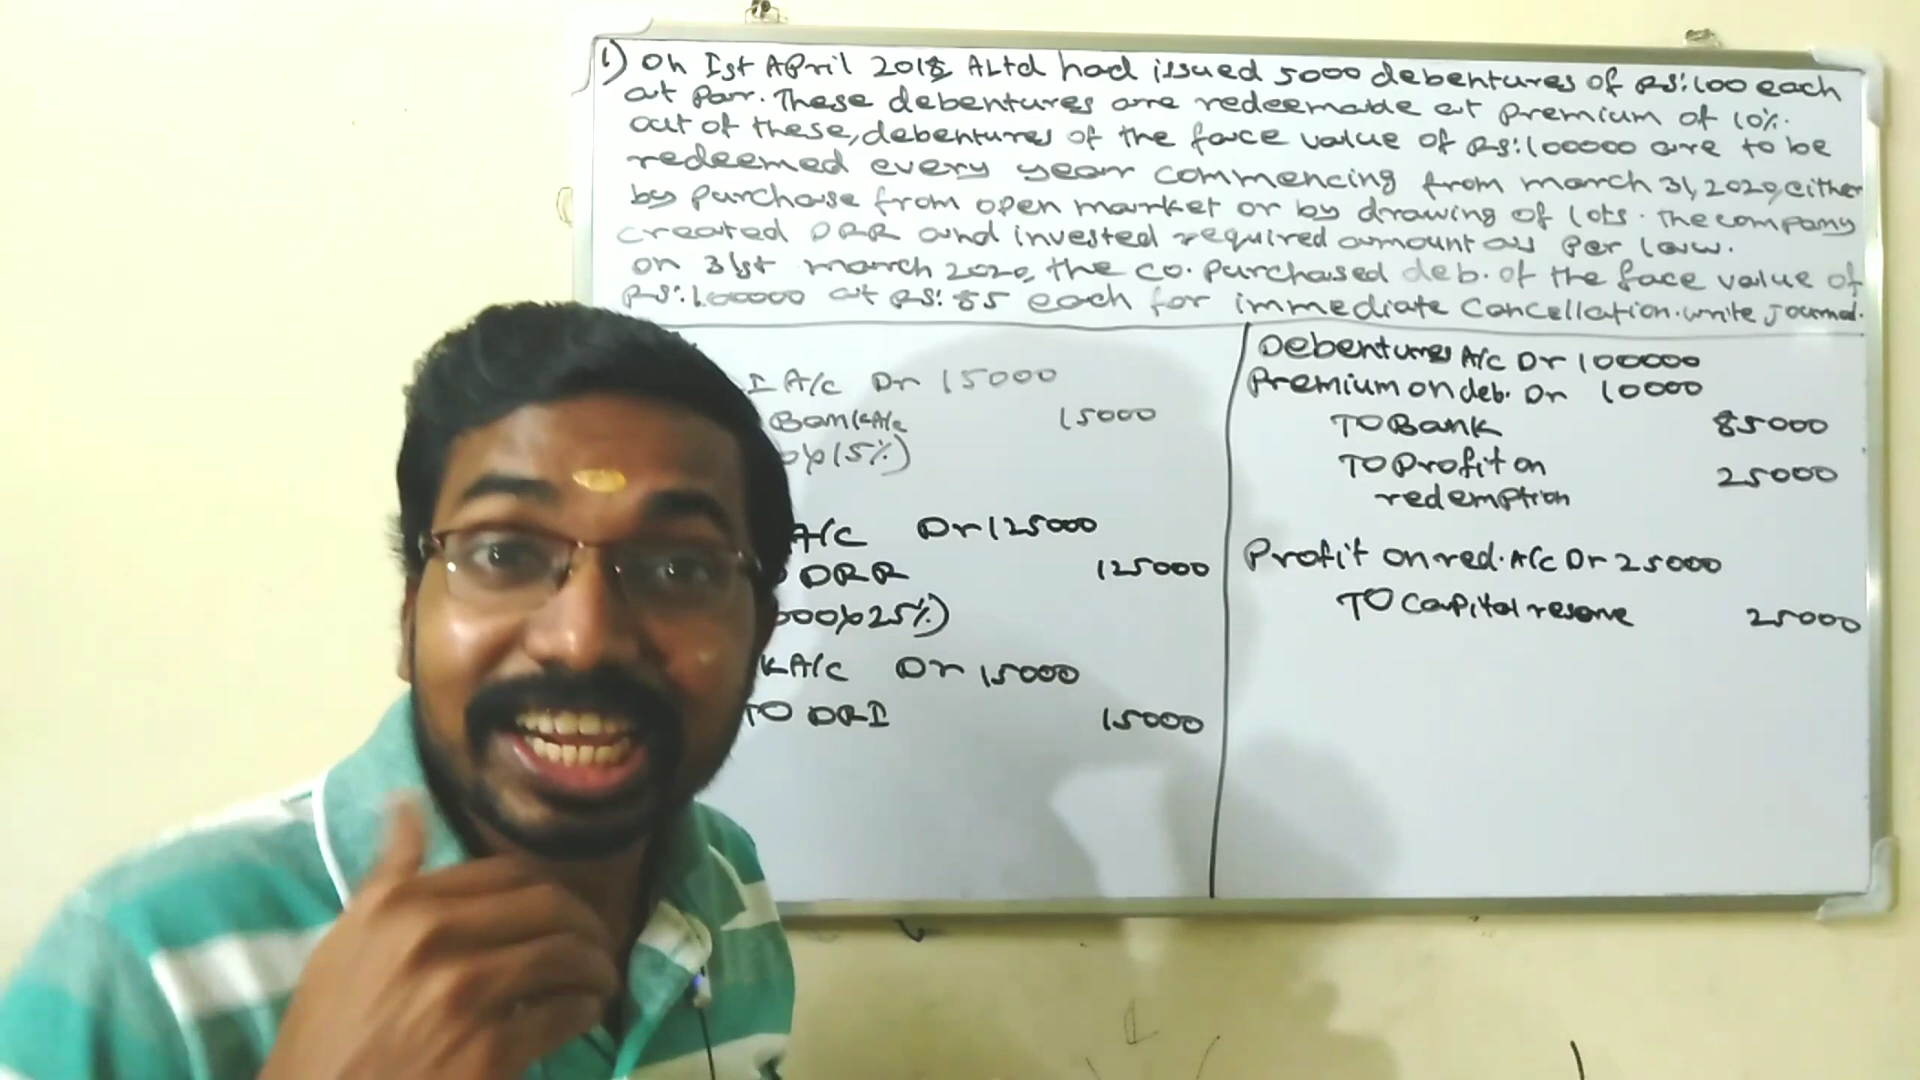 1) On Ist April 2018 A Ltd had issued 5000 debentures of Rs:100 each
at Par. These debentures are redeemable at Premium of 10%.
out of these, debentures of the face value of Rs:100000 are to be
redeemed every year commencing from march 31, 2020, either
by purchase from open market or by drawing of lots. The company
created DRR and invested required amount as Per law.
on 31st march 2020, the co. purchased deb. of the face value of
Rs:100000 at Rs: 85 each for immediate Cancellation. write Journal.
I A/c Dr 15000
Bank A/c 15000
15%)
A/c Dr 125000
DRR 125000
25%)
K A/c Dr 15000
TO DRI 15000
Debentures A/c Dr 100000
Premium on deb. Dr 10000
TO Bank 85000
TO Profit on 25000
redemption
Profit on red. A/c Dr 25000
TO Capital reserve 25000